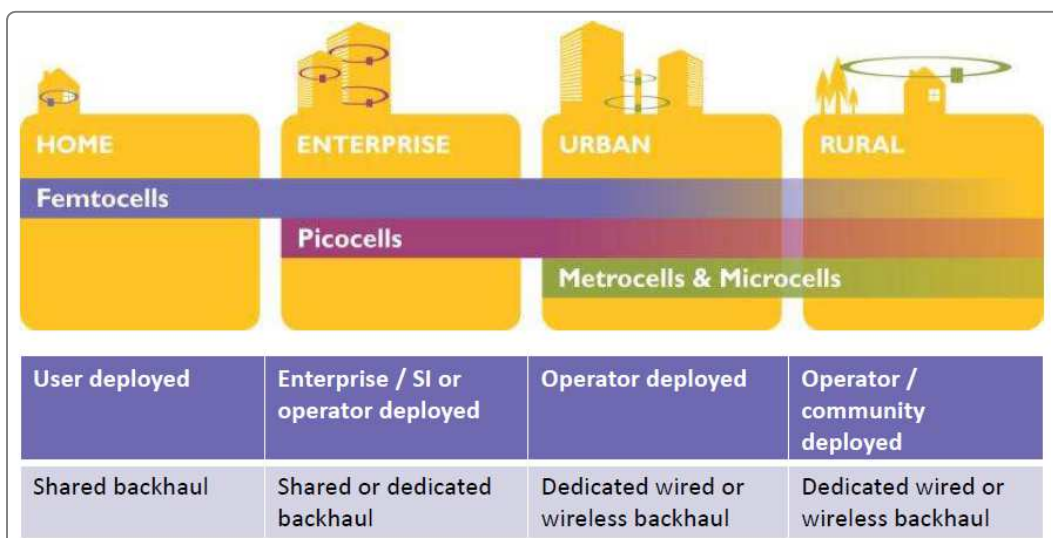 HOME
ENTERPRISE
URBAN
RURAL
Femtocells
Picocells
Metrocells & Microcells
User deployed
Enterprise / SI or
operator deployed
Operator deployed
Operator /
community
deployed
Shared backhaul
Shared or dedicated
backhaul
Dedicated wired or
wireless backhaul
Dedicated wired or
wireless backhaul